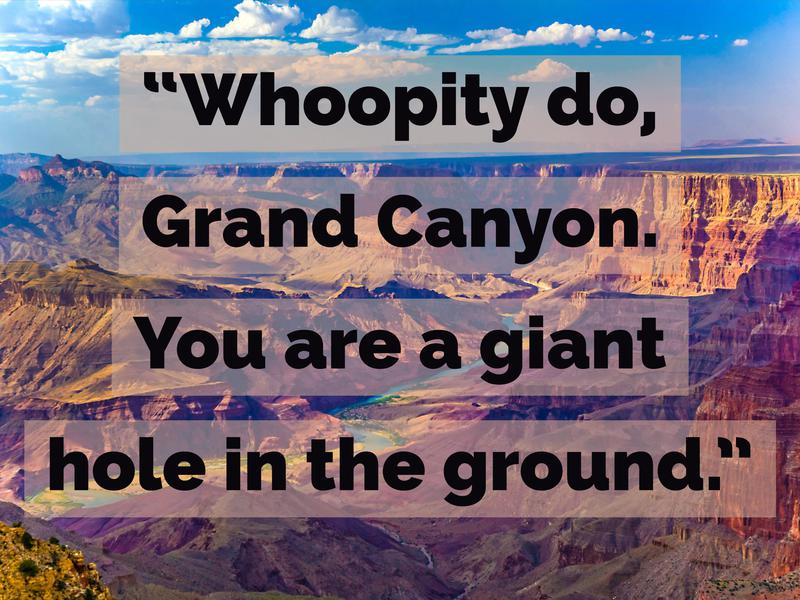 “Whoopity do,
Grand Canyon.
You are a giant
hole in the ground.”